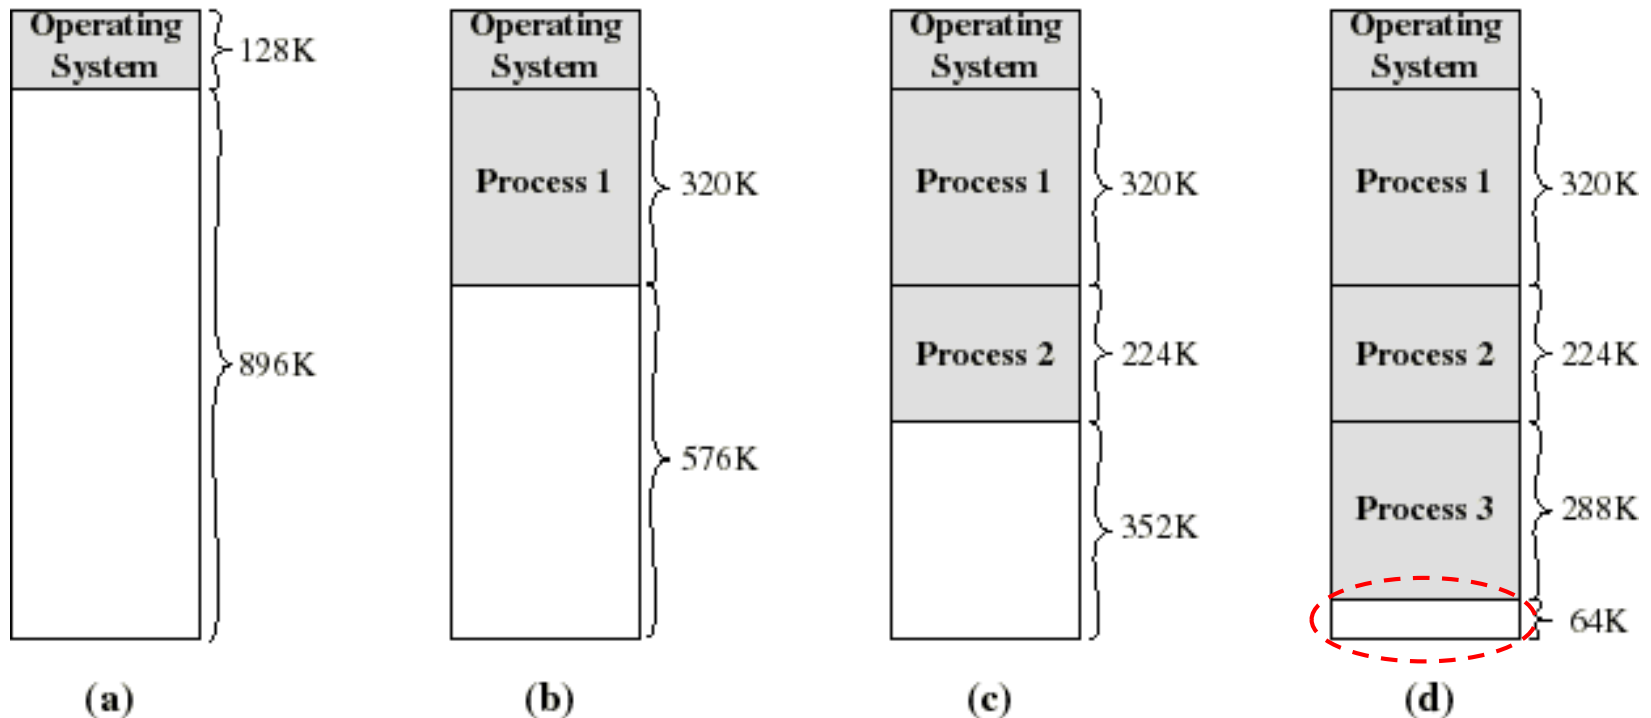 Operating
System
128K
896K
(a)
Operating
System
Process 1
320K
576K
(b)
Operating
System
Process 1
320K
Process 2
224K
352K
(c)
Operating
System
Process 1
320K
Process 2
224K
Process 3
288K
64K
(d)